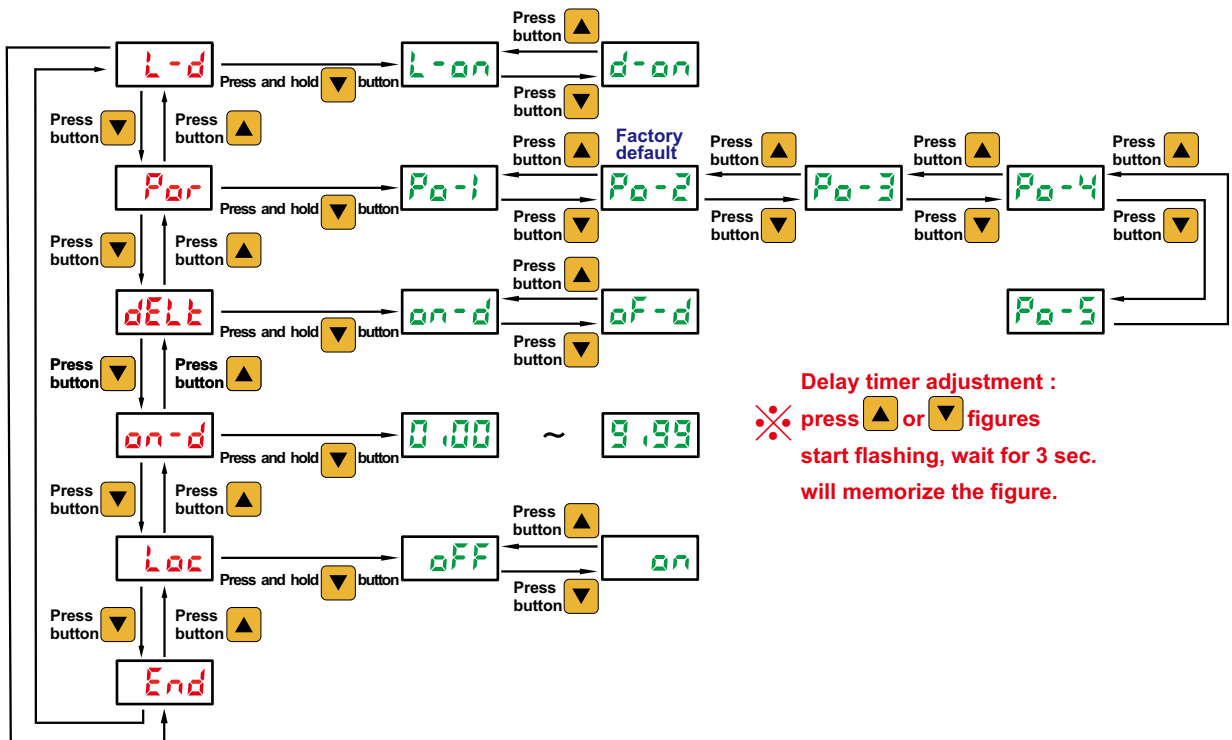 Press
button ▲
L-d
Press and hold ▼ button
L-on
d-on
Press
button ▼
Press
button ▼
Press
button ▲
Press
button ▲
Factory
default
Press
button ▲
Press
button ▲
Press
button ▲
Por
Press and hold ▼ button
Po-1
Po-2
Po-3
Po-4
Press
button ▼
Press
button ▼
Press
button ▼
Press
button ▼
Press
button ▼
Press
button ▲
Press
button ▲
dELt
Press and hold ▼ button
on-d
oF-d
Po-5
Press
button ▼
Press
button ▼
Press
button ▲
Delay timer adjustment :
※ press ▲ or ▼ figures
start flashing, wait for 3 sec.
will memorize the figure.
on-d
Press and hold ▼ button
0.00 ~ 9.99
Press
button ▼
Press
button ▲
Press
button ▲
Loc
Press and hold ▼ button
oFF
on
Press
button ▼
Press
button ▼
Press
button ▲
End